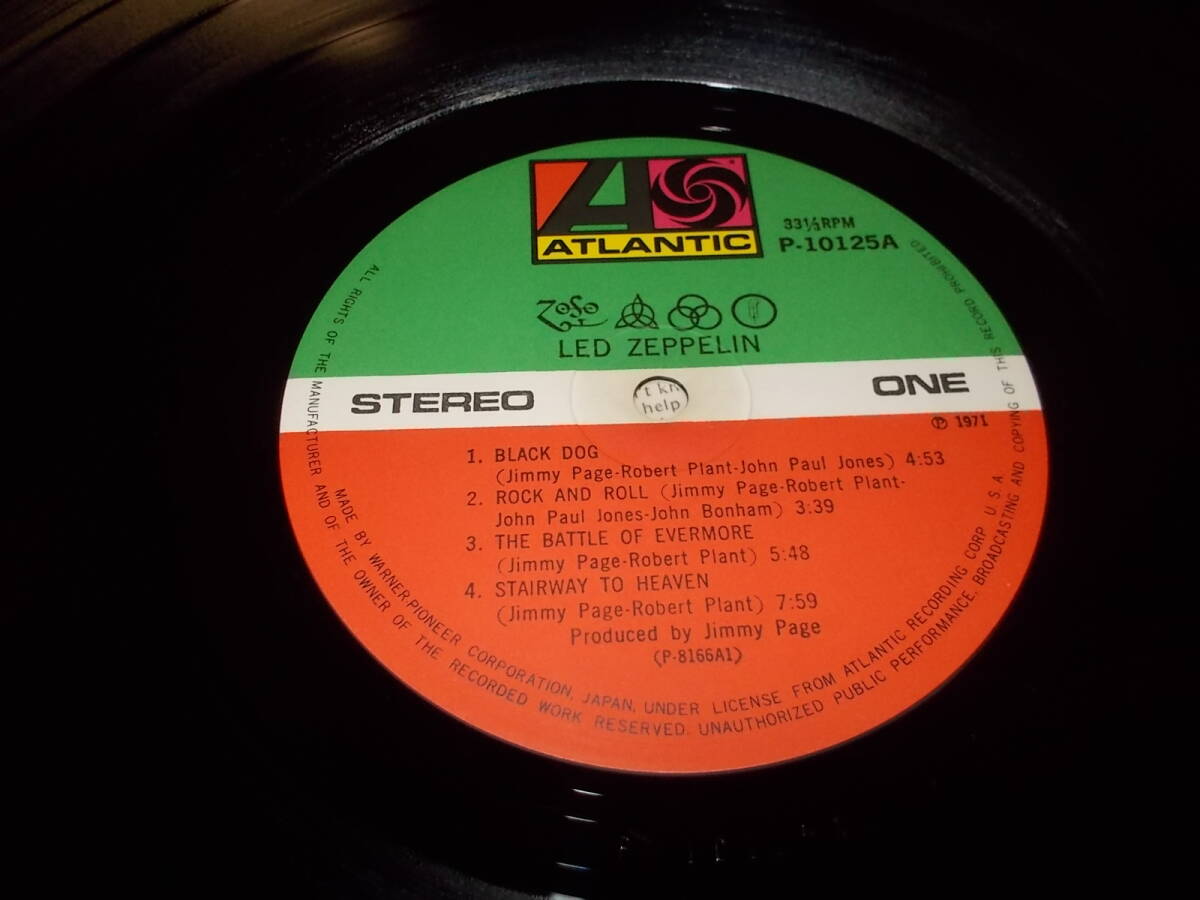 ATLANTIC
33⅓RPM
P-10125A
ZoSo
LED ZEPPELIN
STEREO
ONE
℗ 1971
't kn
help
1. BLACK DOG
(Jimmy Page-Robert Plant-John Paul Jones) 4:53
2. ROCK AND ROLL (Jimmy Page-Robert Plant-
John Paul Jones-John Bonham) 3:39
3. THE BATTLE OF EVERMORE
(Jimmy Page-Robert Plant) 5:48
4. STAIRWAY TO HEAVEN
(Jimmy Page-Robert Plant) 7:59
Produced by Jimmy Page
(P-8166A1)
MADE BY WARNER-PIONEER CORPORATION, JAPAN, UNDER LICENSE FROM ATLANTIC RECORDING CORP. U.S.A.
ALL RIGHTS OF THE MANUFACTURER AND OF THE OWNER OF THE RECORDED WORK RESERVED. UNAUTHORIZED PUBLIC PERFORMANCE, BROADCASTING AND COPYING OF THIS RECORD PROHIBITED